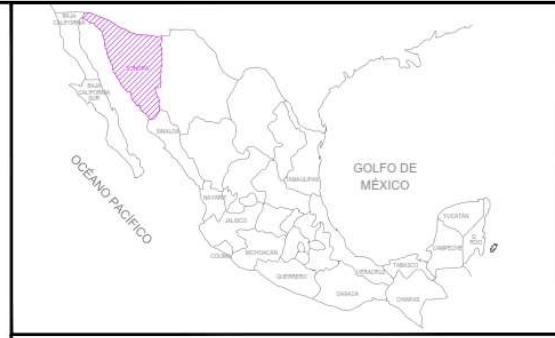 BAJA
CALIFORNIA
SONORA
BAJA
CALIFORNIA
SUR
SINALOA
OCÉANO PACÍFICO
GOLFO DE
MÉXICO
TAMAULIPAS
NAYARIT
JALISCO
YUCATÁN
Q.
ROO
CAMPECHE
COLIMA
MICHOACÁN
TABASCO
VERACRUZ
GUERRERO
OAXACA
CHIAPAS